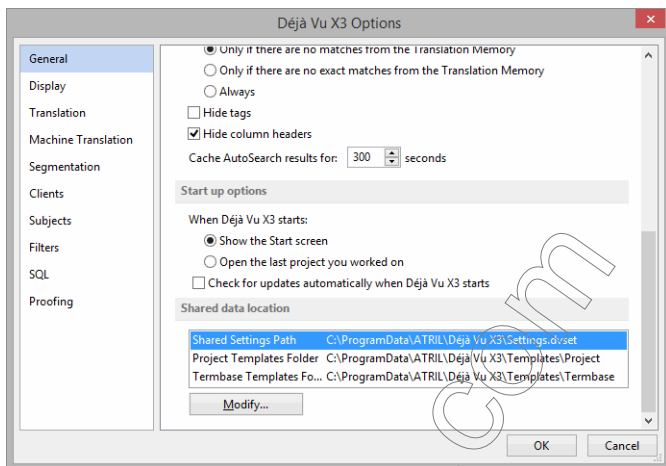 Déjà Vu X3 Options
General
Display
Translation
Machine Translation
Segmentation
Clients
Subjects
Filters
SQL
Proofing
Only if there are no matches from the Translation Memory
Only if there are no exact matches from the Translation Memory
Always
Hide tags
Hide column headers
Cache AutoSearch results for: 300 seconds
Start up options
When Déjà Vu X3 starts:
Show the Start screen
Open the last project you worked on
Check for updates automatically when Déjà Vu X3 starts
Shared data location
Shared Settings Path C:\ProgramData\ATRIL\Déjà Vu X3\Settings.dvset
Project Templates Folder C:\ProgramData\ATRIL\Déjà Vu X3\Templates\Project
Termbase Templates Fo... C:\ProgramData\ATRIL\Déjà Vu X3\Templates\Termbase
Modify...
OK Cancel
com